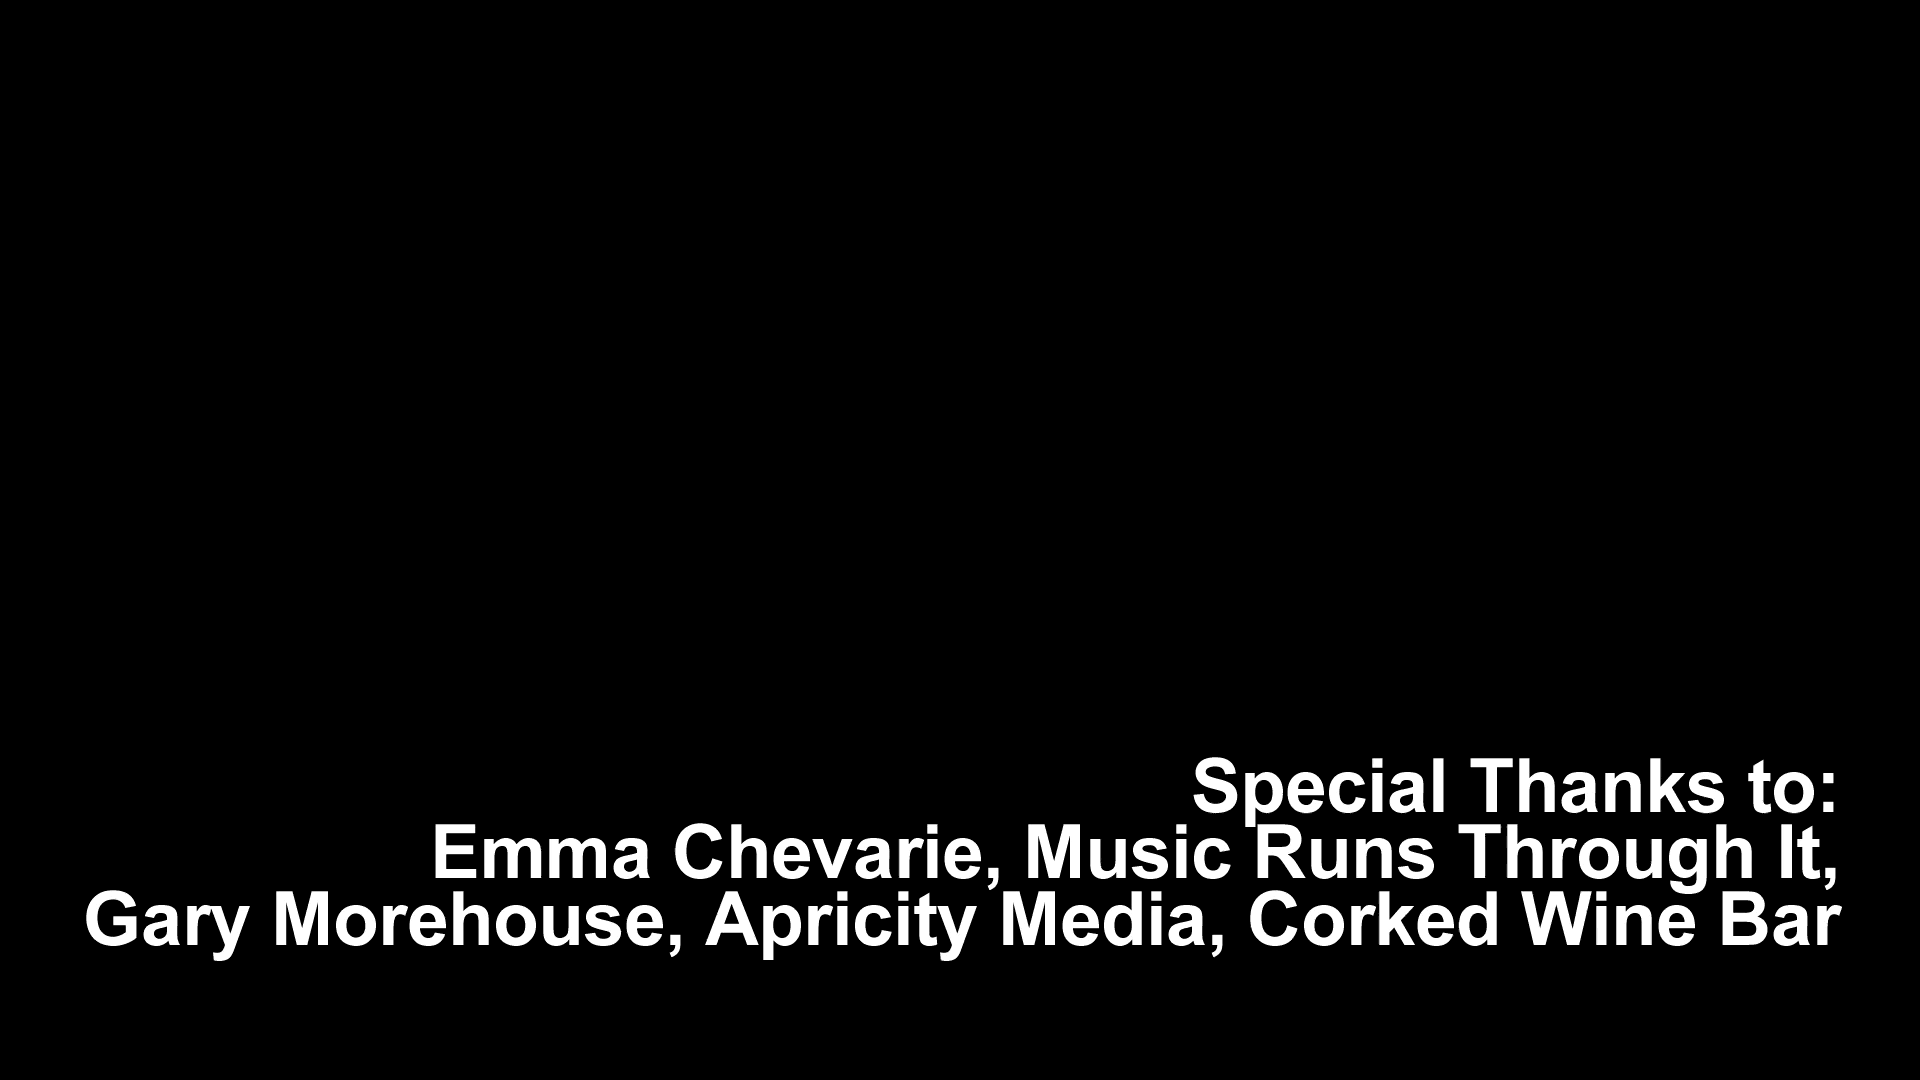 Special Thanks to:
Emma Chevarie, Music Runs Through It,
Gary Morehouse, Apricity Media, Corked Wine Bar